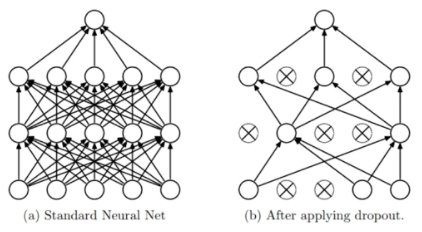 (a) Standard Neural Net
(b) After applying dropout.